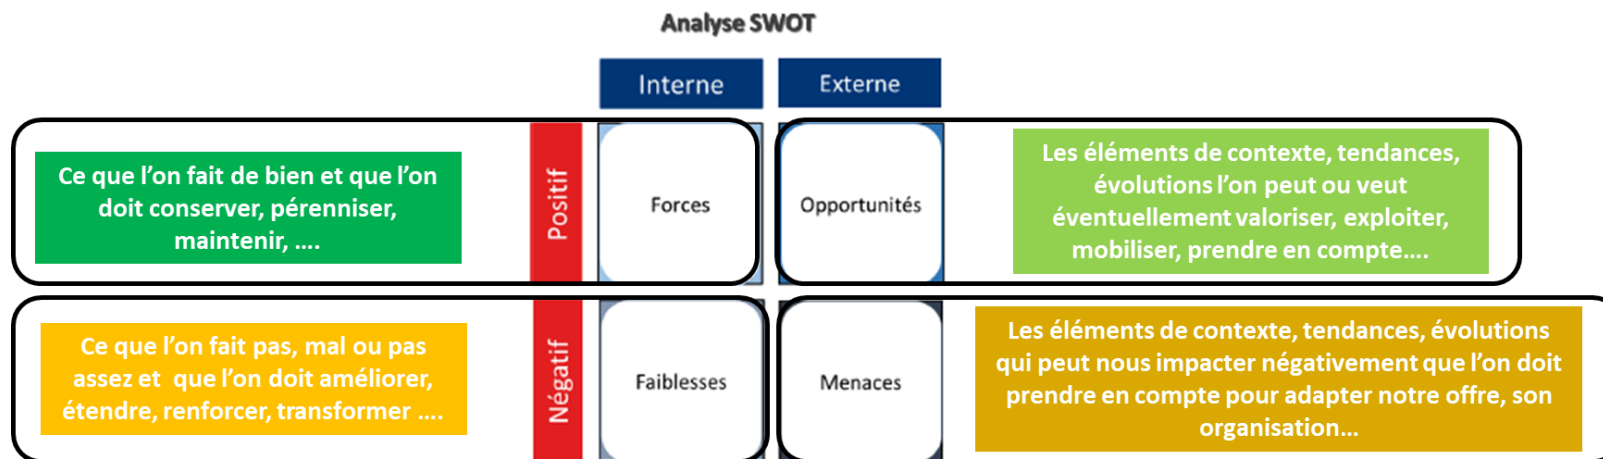 Analyse SWOT
Interne
Externe
Ce que l’on fait de bien et que l’on
doit conserver, pérenniser,
maintenir, ….
Positif
Forces
Opportunités
Les éléments de contexte, tendances,
évolutions l’on peut ou veut
éventuellement valoriser, exploiter,
mobiliser, prendre en compte….
Ce que l’on fait pas, mal ou pas
assez et  que l’on doit améliorer,
étendre, renforcer, transformer ….
Négatif
Faiblesses
Menaces
Les éléments de contexte, tendances, évolutions
qui peut nous impacter négativement que l’on doit
prendre en compte pour adapter notre offre, son
organisation…